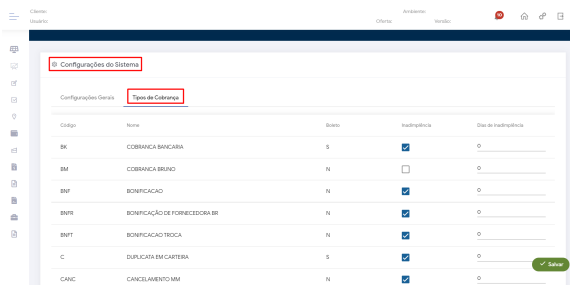 Cliente:
Usuário:
Ambiente:
Oferta:
Versão:
10
Configurações do Sistema
Configurações Gerais Tipos de Cobrança
Código Nome Boleto Inadimplência Dias de inadimplência
BK COBRANCA BANCARIA S 0
BM COBRANCA BRUNO N 0
BNF BONIFICACAO N 0
BNFR BONIFICAÇÃO DE FORNECEDORA BR N 0
BNFT BONIFICACAO TROCA N 0
C DUPLICATA EM CARTEIRA S 0
Salvar
CANC CANCELAMENTO MM N 0